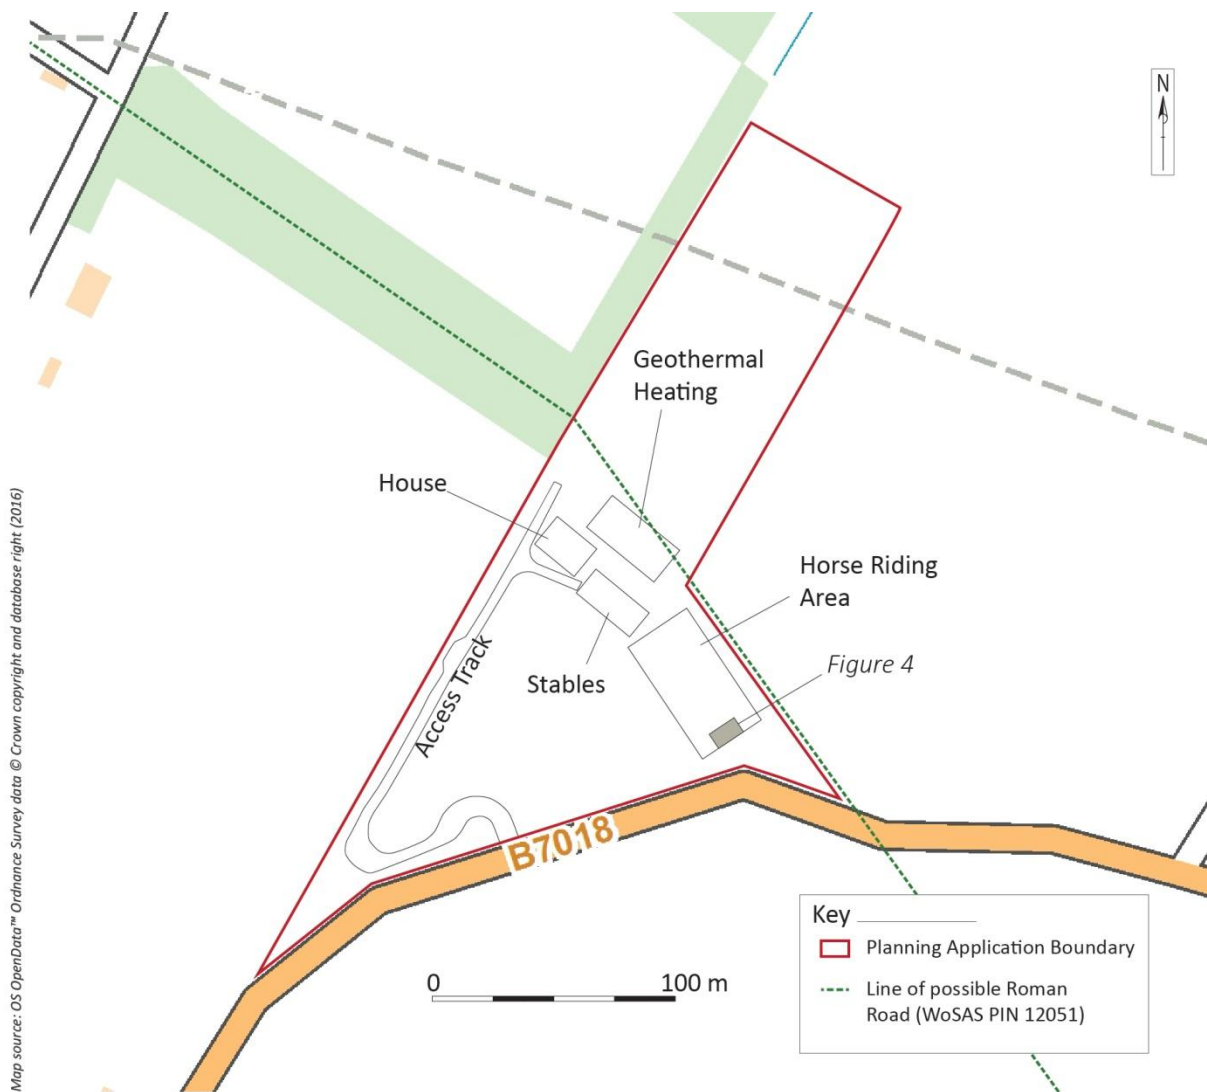 N
Geothermal
Heating
House
Horse Riding
Area
Figure 4
Stables
Access Track
B7018
Key
Planning Application Boundary
Line of possible Roman
Road (WoSAS PIN 12051)
0 100 m
Map source: OS OpenData™ Ordnance Survey data © Crown copyright and database right (2016)